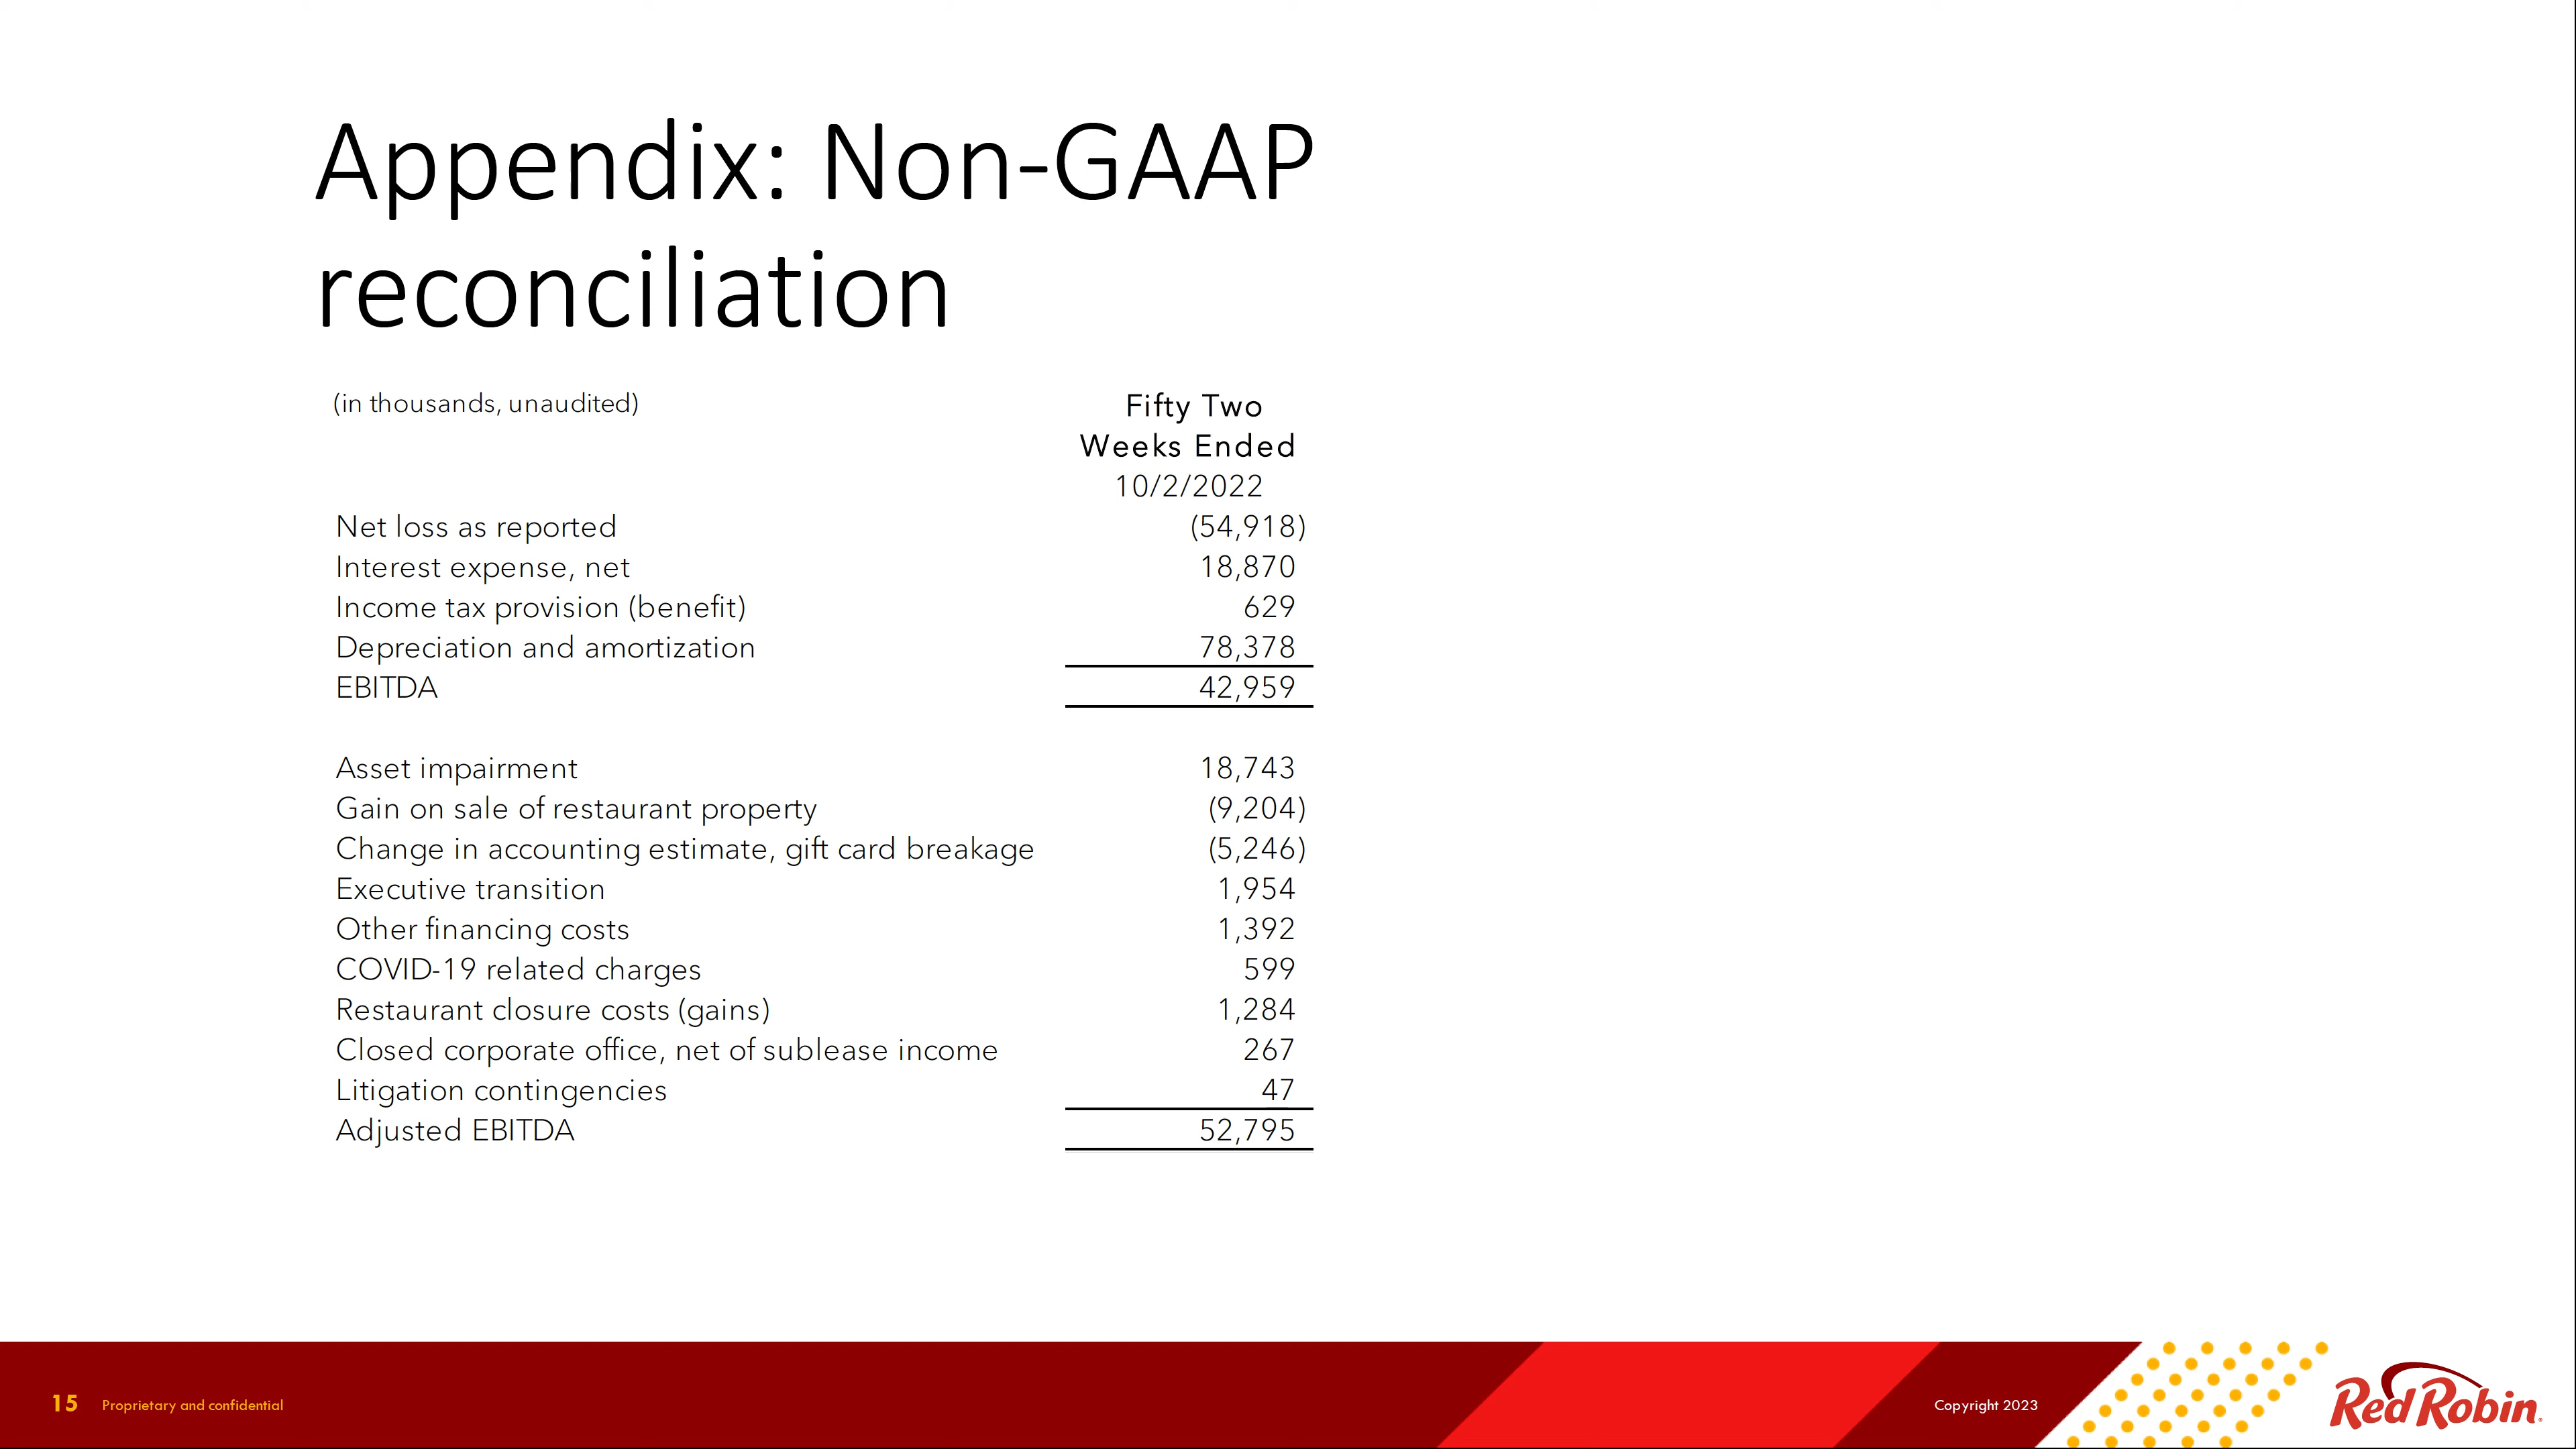 Appendix: Non-GAAP
reconciliation
(in thousands, unaudited)
Fifty Two
Weeks Ended
10/2/2022
Net loss as reported (54,918)
Interest expense, net 18,870
Income tax provision (benefit) 629
Depreciation and amortization 78,378
EBITDA 42,959
Asset impairment 18,743
Gain on sale of restaurant property (9,204)
Change in accounting estimate, gift card breakage (5,246)
Executive transition 1,954
Other financing costs 1,392
COVID-19 related charges 599
Restaurant closure costs (gains) 1,284
Closed corporate office, net of sublease income 267
Litigation contingencies 47
Adjusted EBITDA 52,795
15 Proprietary and confidential
Copyright 2023
Red Robin